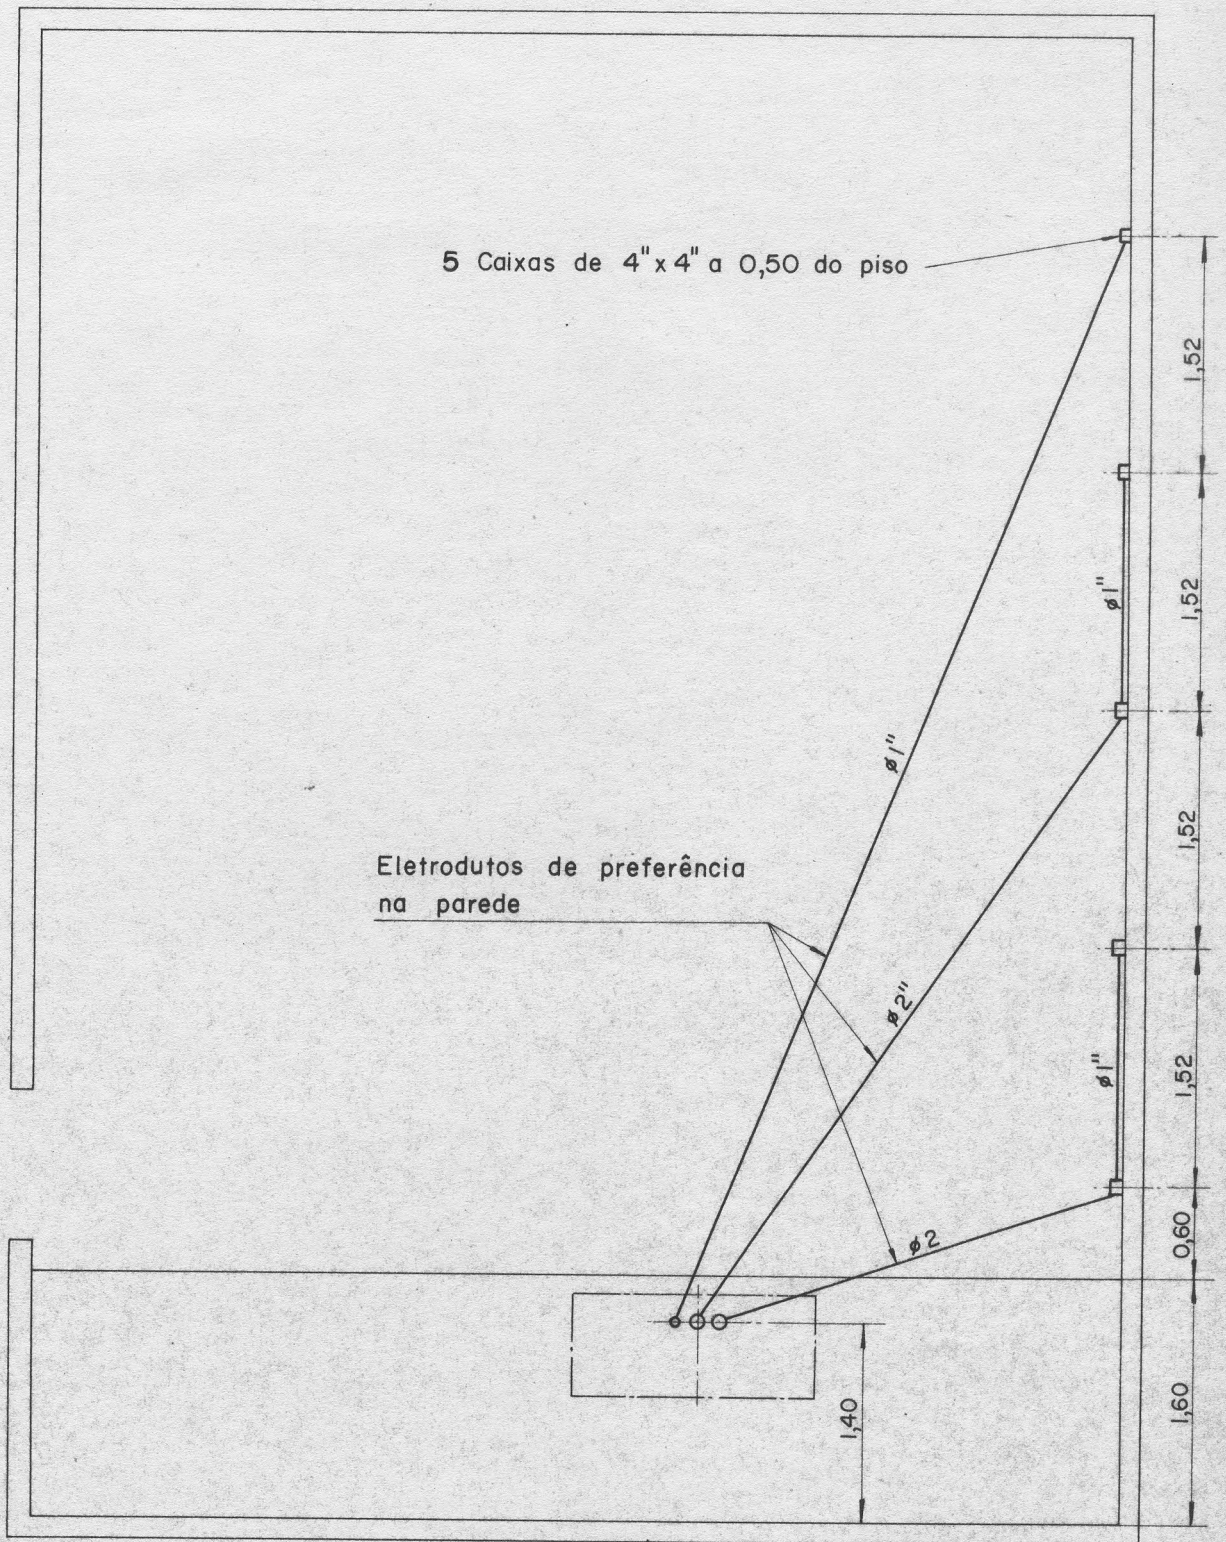 5 Caixas de 4" x 4" a 0,50 do piso
1,52
ø1"
1,52
ø1"
1,52
Eletrodutos de preferência
na parede
ø2"
ø1"
1,52
0,60
ø2
1,40
1,60